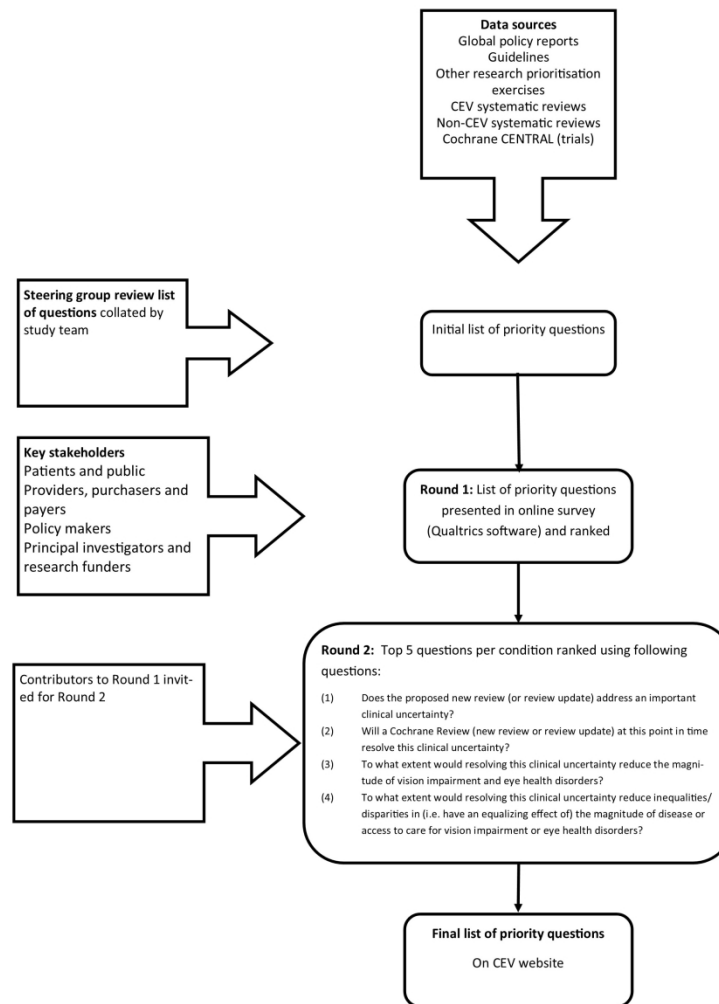 Data sources
Global policy reports
Guidelines
Other research prioritisation
exercises
CEV systematic reviews
Non-CEV systematic reviews
Cochrane CENTRAL (trials)
Steering group review list
of questions collated by
study team
Initial list of priority questions
Key stakeholders
Patients and public
Providers, purchasers and
payers
Policy makers
Principal investigators and
research funders
Round 1: List of priority questions
presented in online survey
(Qualtrics software) and ranked
Contributors to Round 1 invit-
ed for Round 2
Round 2: Top 5 questions per condition ranked using following
questions:
(1) Does the proposed new review (or review update) address an important
clinical uncertainty?
(2) Will a Cochrane Review (new review or review update) at this point in time
resolve this clinical uncertainty?
(3) To what extent would resolving this clinical uncertainty reduce the magni-
tude of vision impairment and eye health disorders?
(4) To what extent would resolving this clinical uncertainty reduce inequalities/
disparities in (i.e. have an equalizing effect of) the magnitude of disease or
access to care for vision impairment or eye health disorders?
Final list of priority questions
On CEV website